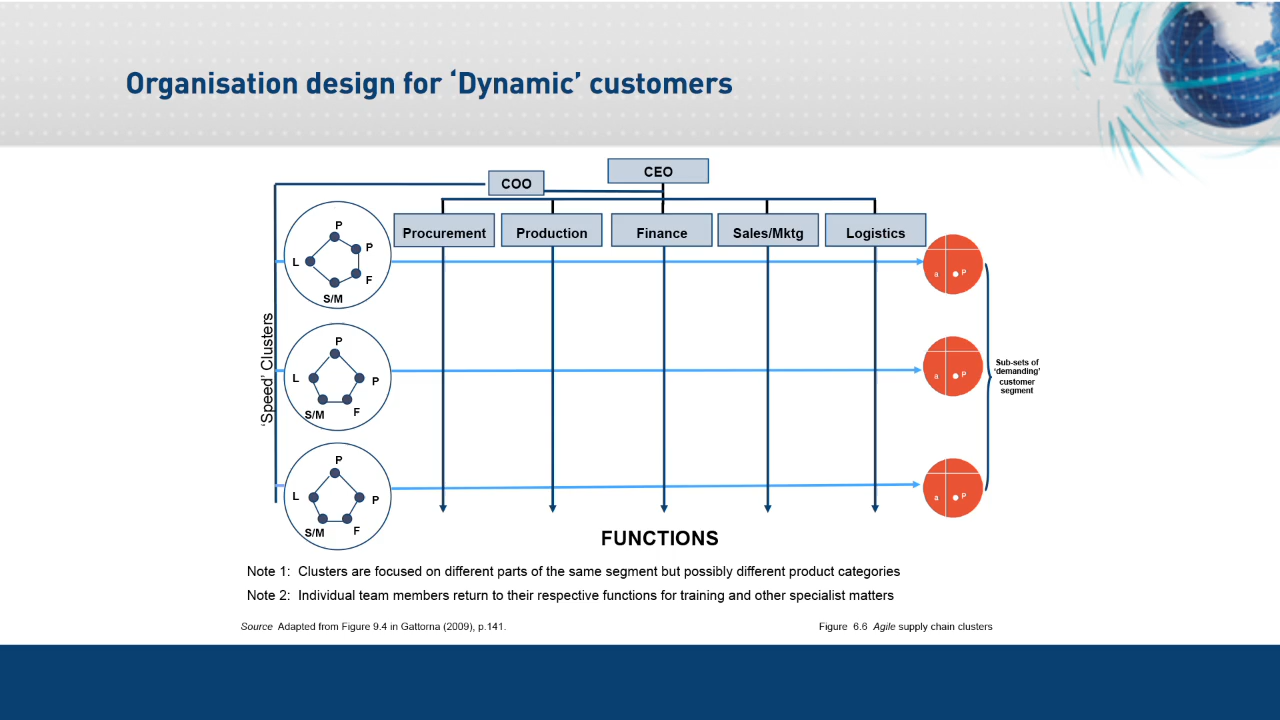 Organisation design for ‘Dynamic’ customers
CEO
COO
Procurement
Production
Finance
Sales/Mktg
Logistics
‘Speed’ Clusters
P
P
L
F
S/M
a
P
P
L
P
S/M
F
a
P
Sub-sets of
‘demanding’
customer
segment
P
L
P
S/M
F
a
P
FUNCTIONS
Note 1: Clusters are focused on different parts of the same segment but possibly different product categories
Note 2: Individual team members return to their respective functions for training and other specialist matters
Source Adapted from Figure 9.4 in Gattorna (2009), p.141.
Figure 6.6 Agile supply chain clusters